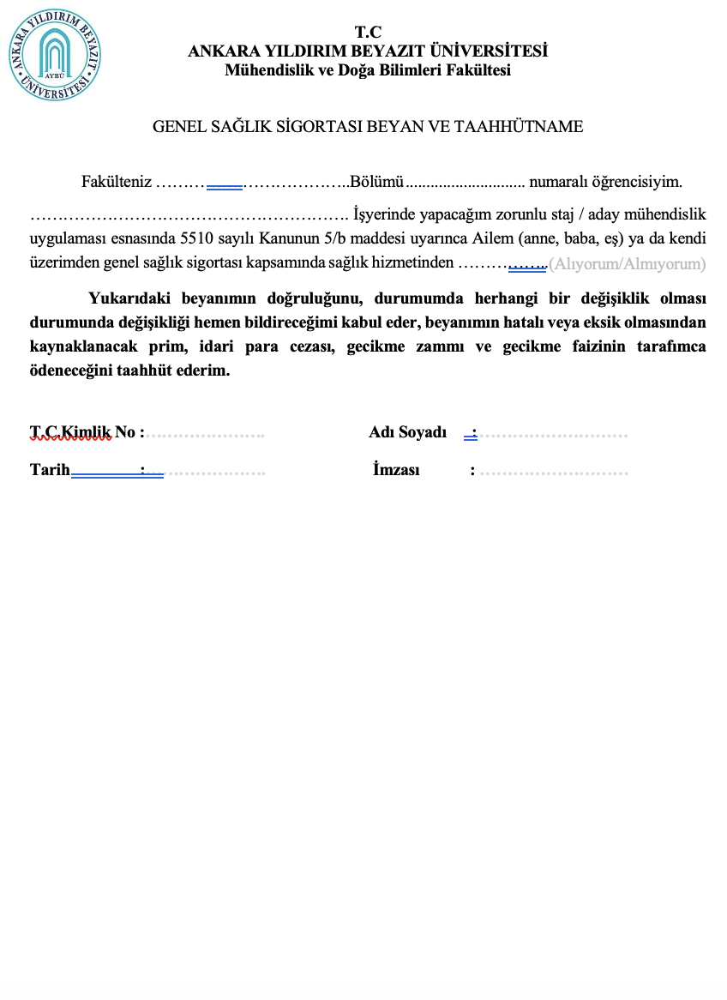 ANKARA YILDIRIM BEYAZIT
AYBÜ
ÜNİVERSİTESİ
T.C
ANKARA YILDIRIM BEYAZIT ÜNİVERSİTESİ
Mühendislik ve Doğa Bilimleri Fakültesi
GENEL SAĞLIK SİGORTASI BEYAN VE TAAHHÜTNAME
Fakülteniz …………………………………..Bölümü............................. numaralı öğrencisiyim.
…………………………………………………. İşyerinde yapacağım zorunlu staj / aday mühendislik
uygulaması esnasında 5510 sayılı Kanunun 5/b maddesi uyarınca Ailem (anne, baba, eş) ya da kendi
üzerimden genel sağlık sigortası kapsamında sağlık hizmetinden ……………..(Alıyorum/Almıyorum)
Yukarıdaki beyanımın doğruluğunu, durumumda herhangi bir değişiklik olması
durumunda değişikliği hemen bildireceğimi kabul eder, beyanımın hatalı veya eksik olmasından
kaynaklanacak prim, idari para cezası, gecikme zammı ve gecikme faizinin tarafımca
ödeneceğini taahhüt ederim.
T.C.Kimlik No :………………….. Adı Soyadı :………………………
Tarih :………………….. İmzası : ………………………